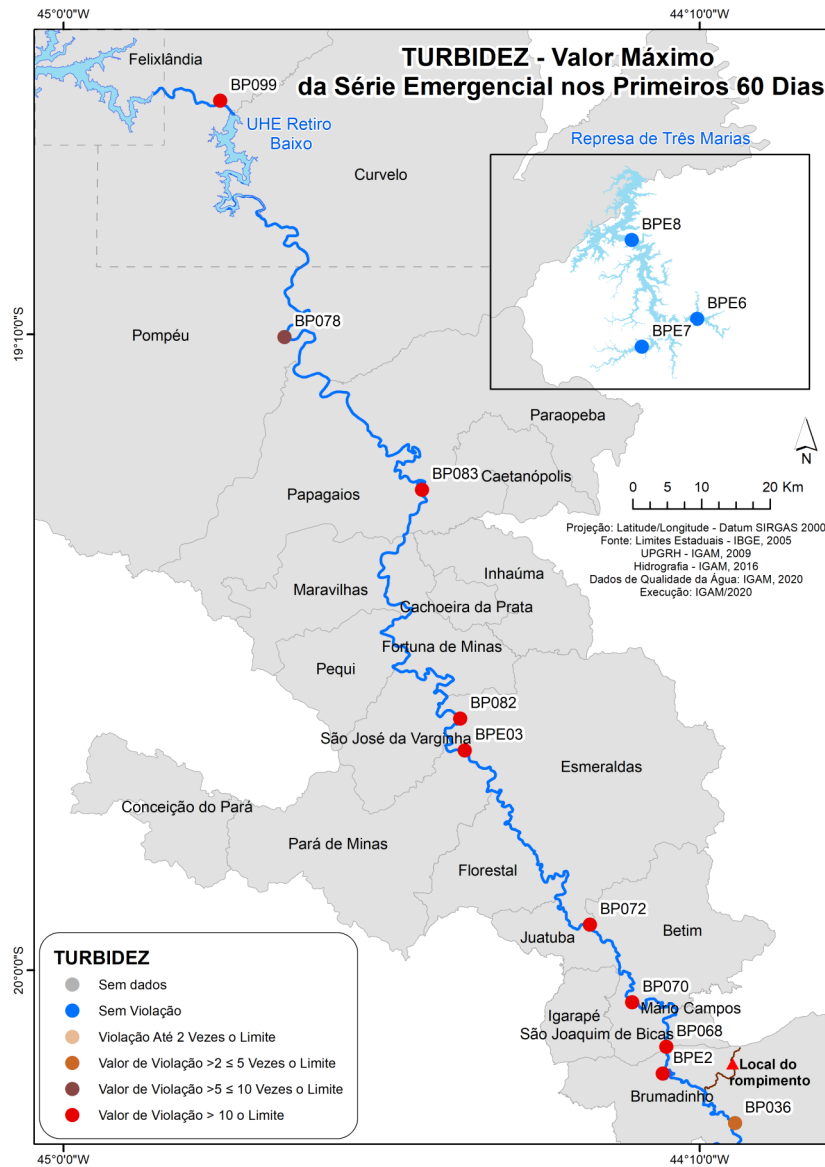 45°0'0"W
44°10'0"W
TURBIDEZ - Valor Máximo
da Série Emergencial nos Primeiros 60 Dias
Felixlândia
BP099
UHE Retiro
Baixo
Represa de Três Marias
Curvelo
BPE8
BPE6
BPE7
19°10'0"S
Pompéu
BP078
Paraopeba
BP083
Caetanópolis
Papagaios
N
0 5 10 20 Km
Projeção: Latitude/Longitude - Datum SIRGAS 2000
Fonte: Limites Estaduais - IBGE, 2005
UPGRH - IGAM, 2009
Hidrografia - IGAM, 2016
Dados de Qualidade da Água: IGAM, 2020
Execução: IGAM/2020
Inhaúma
Maravilhas
Cachoeira da Prata
Fortuna de Minas
Pequi
BP082
São José da Varginha
BPE03
Esmeraldas
Conceição do Pará
Pará de Minas
Florestal
BP072
Juatuba
Betim
20°0'0"S
BP070
Igarapé
Mário Campos
São Joaquim de Bicas
BP068
BPE2
Local do
rompimento
Brumadinho
BP036
TURBIDEZ
Sem dados
Sem Violação
Violação Até 2 Vezes o Limite
Valor de Violação >2 ≤ 5 Vezes o Limite
Valor de Violação >5 ≤ 10 Vezes o Limite
Valor de Violação > 10 o Limite
45°0'0"W
44°10'0"W